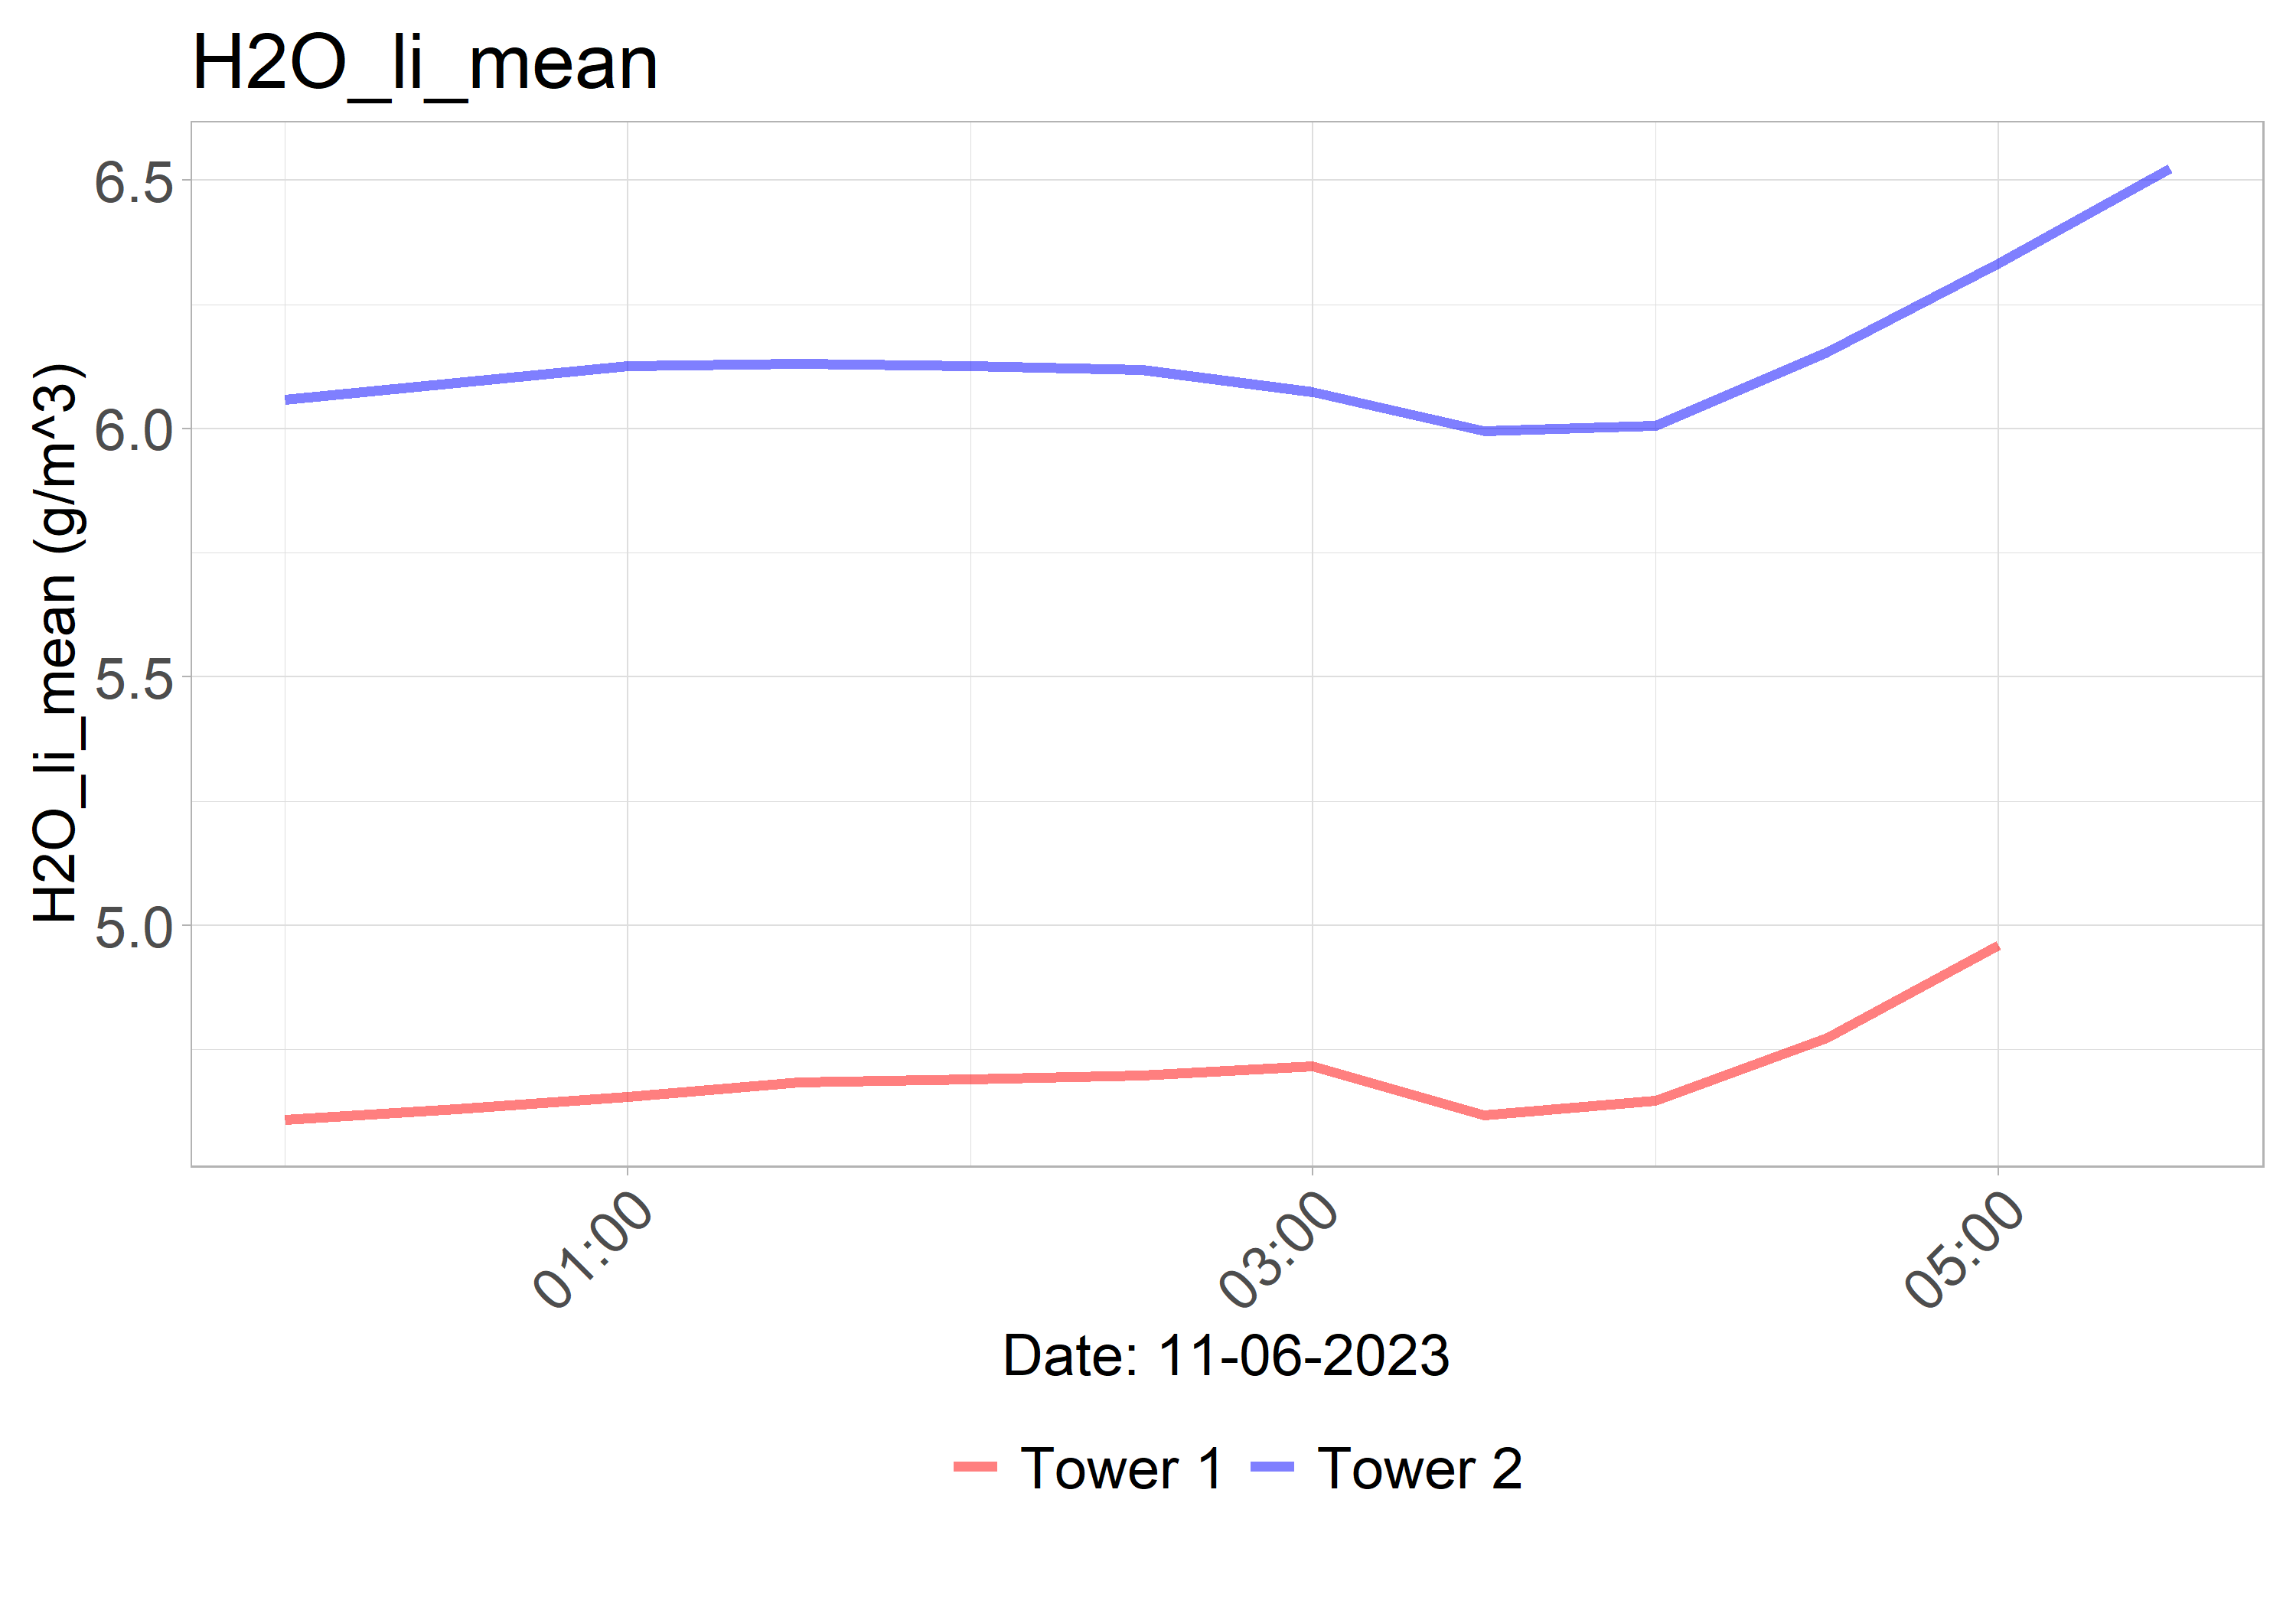 H2O_li_mean
H2O_li_mean (g/m^3)
6.5
6.0
5.5
5.0
01:00
03:00
05:00
Date: 11-06-2023
Tower 1
Tower 2